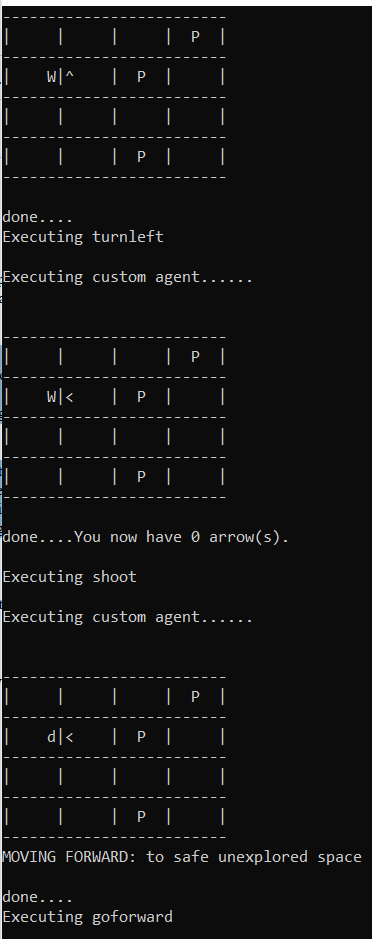 -------------------------
|     |     |     |  P  |
-------------------------
|    W|^    |  P  |     |
-------------------------
|     |     |     |     |
-------------------------
|     |     |  P  |     |
-------------------------
done....
Executing turnleft
Executing custom agent......
-------------------------
|     |     |     |  P  |
-------------------------
|    W|<    |  P  |     |
-------------------------
|     |     |     |     |
-------------------------
|     |     |  P  |     |
-------------------------
done....You now have 0 arrow(s).
Executing shoot
Executing custom agent......
-------------------------
|     |     |     |  P  |
-------------------------
|    d|<    |  P  |     |
-------------------------
|     |     |     |     |
-------------------------
|     |     |  P  |     |
-------------------------
MOVING FORWARD: to safe unexplored space
done....
Executing goforward